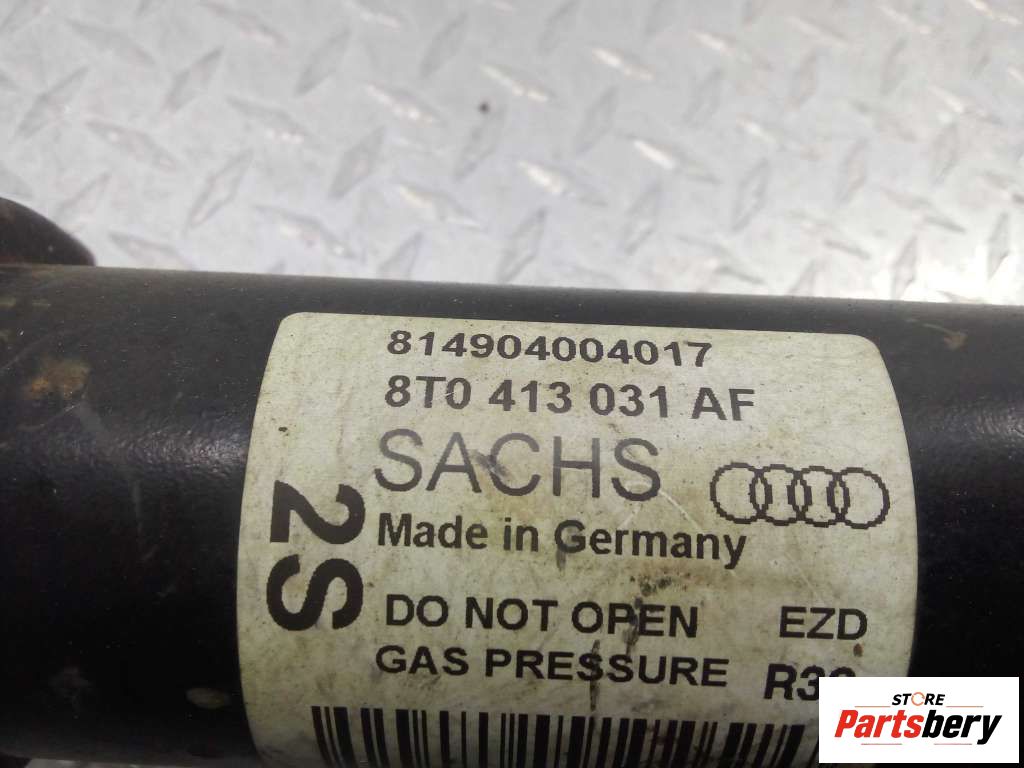 814904004017
8T0 413 031 AF
SACHS
2S
Made in Germany
DO NOT OPEN EZD
GAS PRESSURE
STORE
Partsbery